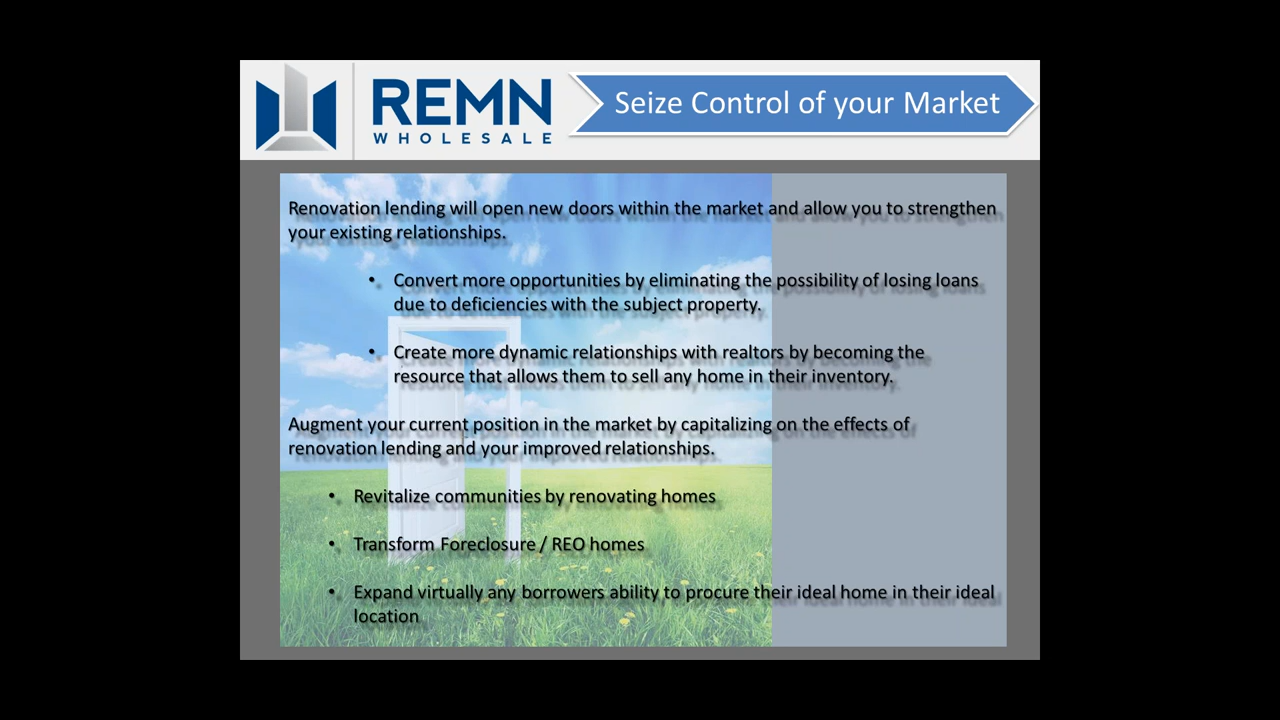 REMN
WHOLESALE
Seize Control of your Market
Renovation lending will open new doors within the market and allow you to strengthen
your existing relationships.
• Convert more opportunities by eliminating the possibility of losing loans
due to deficiencies with the subject property.
• Create more dynamic relationships with realtors by becoming the
resource that allows them to sell any home in their inventory.
Augment your current position in the market by capitalizing on the effects of
renovation lending and your improved relationships.
• Revitalize communities by renovating homes
• Transform Foreclosure / REO homes
• Expand virtually any borrowers ability to procure their ideal home in their ideal
location